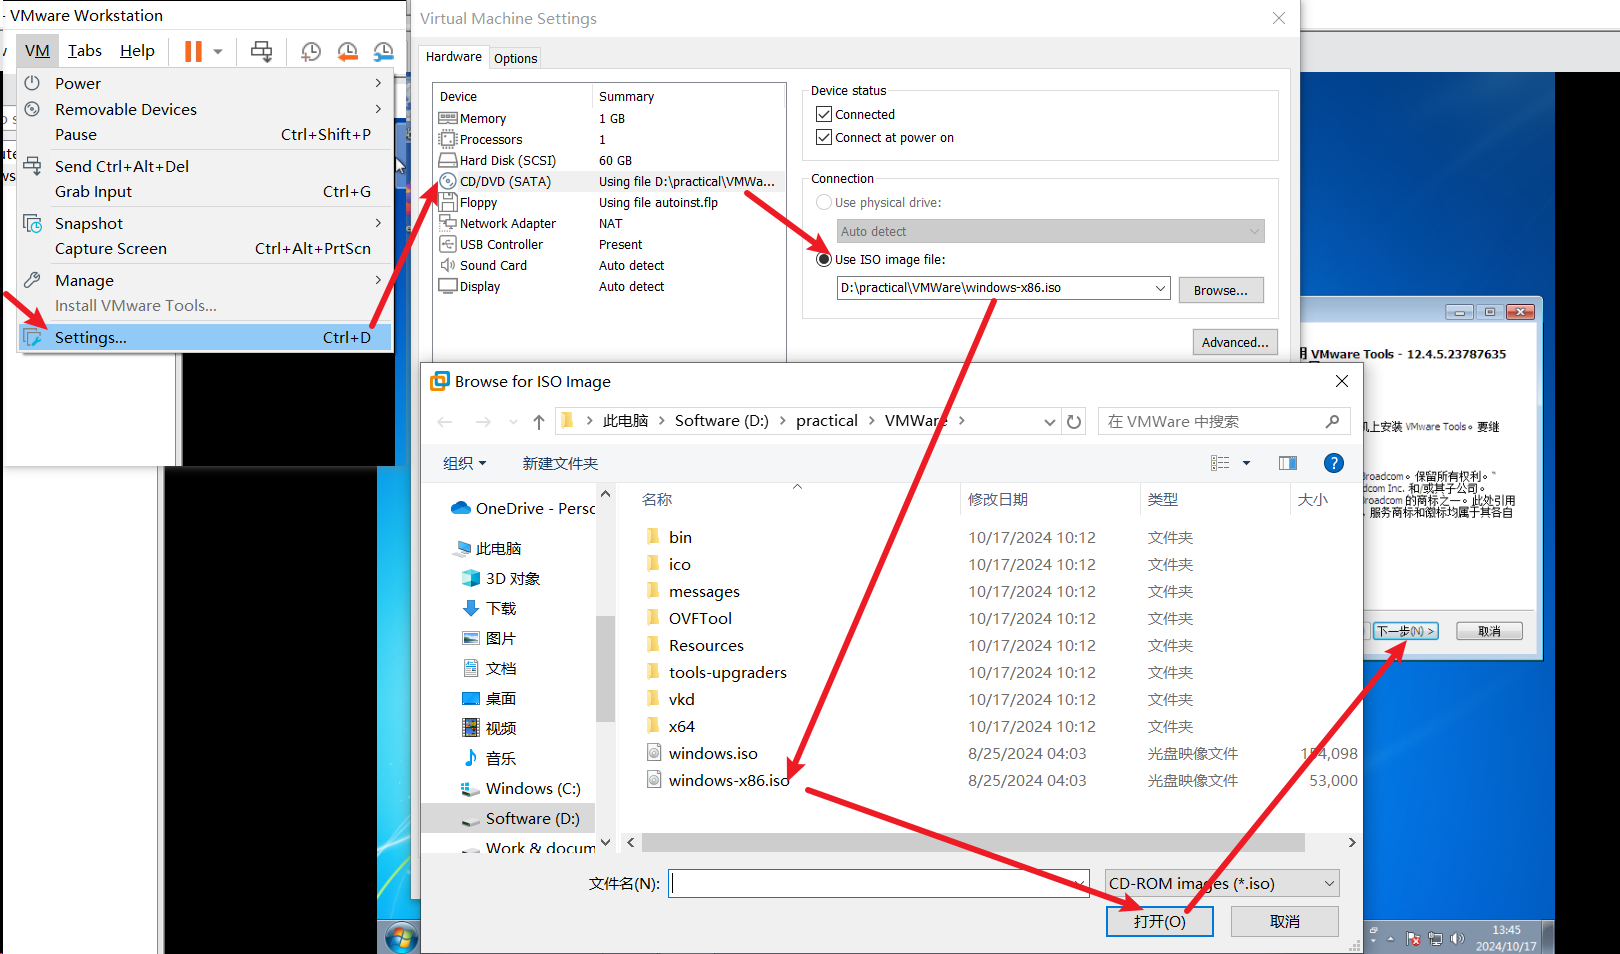 - VMware Workstation
VM Tabs Help
Power
Removable Devices
Pause Ctrl+Shift+P
Send Ctrl+Alt+Del
Grab Input Ctrl+G
Snapshot
Capture Screen Ctrl+Alt+PrtScn
Manage
Install VMware Tools...
Settings... Ctrl+D
Virtual Machine Settings
Hardware Options
Device Summary
Memory 1 GB
Processors 1
Hard Disk (SCSI) 60 GB
CD/DVD (SATA) Using file D:\practical\VMWa...
Floppy Using file autoinst.flp
Network Adapter NAT
USB Controller Present
Sound Card Auto detect
Display Auto detect
Device status
Connected
Connect at power on
Connection
Use physical drive:
Auto detect
Use ISO image file:
D:\practical\VMWare\windows-x86.iso
Browse...
Advanced...
Browse for ISO Image
此电脑 > Software (D:) > practical > VMWare >
在 VMWare 中搜索
组织 新建文件夹
OneDrive - Persc
此电脑
3D 对象
下载
图片
文档
桌面
视频
音乐
Windows (C:)
Software (D:)
Work & docum
名称 修改日期 类型 大小
bin 10/17/2024 10:12 文件夹
ico 10/17/2024 10:12 文件夹
messages 10/17/2024 10:12 文件夹
OVFTool 10/17/2024 10:12 文件夹
Resources 10/17/2024 10:12 文件夹
tools-upgraders 10/17/2024 10:12 文件夹
vkd 10/17/2024 10:12 文件夹
x64 10/17/2024 10:12 文件夹
windows.iso 8/25/2024 04:03 光盘映像文件 154,098
windows-x86.iso 8/25/2024 04:03 光盘映像文件 53,000
文件名(N):
CD-ROM images (*.iso)
打开(O) 取消
用 VMware Tools - 12.4.5.23787635
机上安装 VMware Tools。要继
Broadcom。保留所有权利。“
dcom Inc. 和/或其子公司。
roadcom 的商标之一。此处引用
服务商标和徽标均属于其各自
下一步(N) > 取消
13:45
2024/10/17